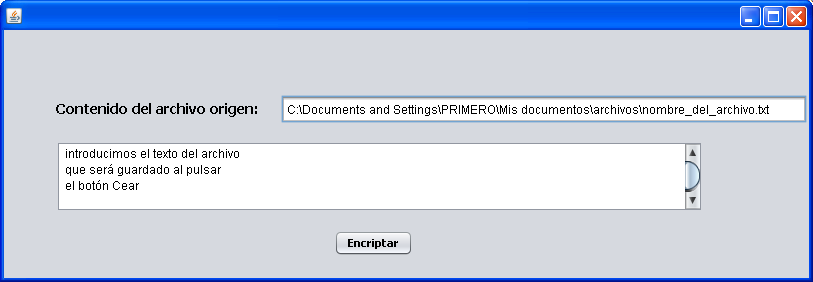 Contenido del archivo origen: C:\Documents and Settings\PRIMERO\Mis documentos\archivos\nombre_del_archivo.txt
introducimos el texto del archivo
que será guardado al pulsar
el botón Cear
Encriptar